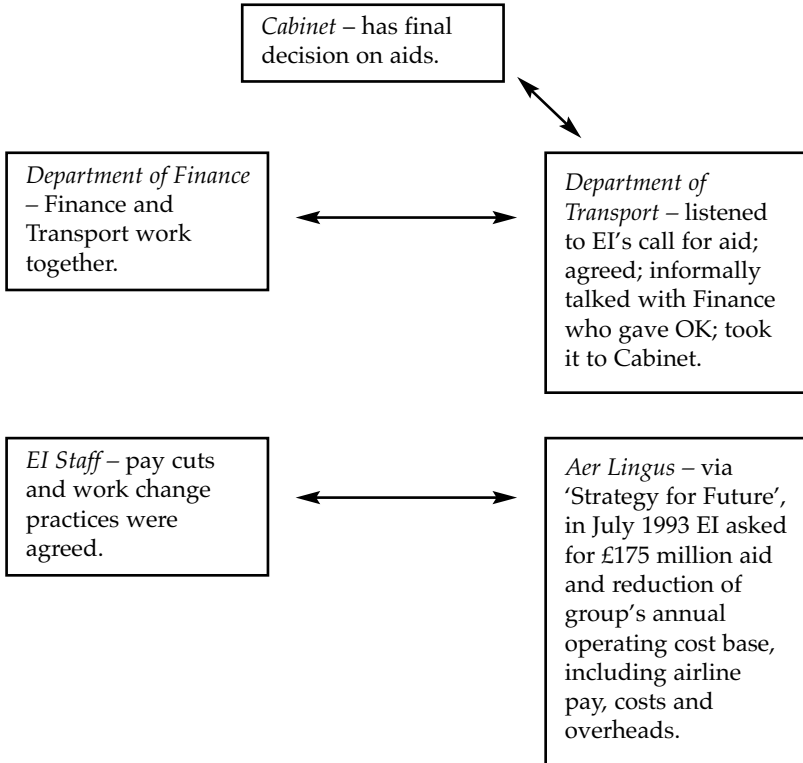 Cabinet – has final
decision on aids.
Department of Finance
– Finance and
Transport work
together.
Department of
Transport – listened
to EI’s call for aid;
agreed; informally
talked with Finance
who gave OK; took
it to Cabinet.
EI Staff – pay cuts
and work change
practices were
agreed.
Aer Lingus – via
‘Strategy for Future’,
in July 1993 EI asked
for £175 million aid
and reduction of
group’s annual
operating cost base,
including airline
pay, costs and
overheads.